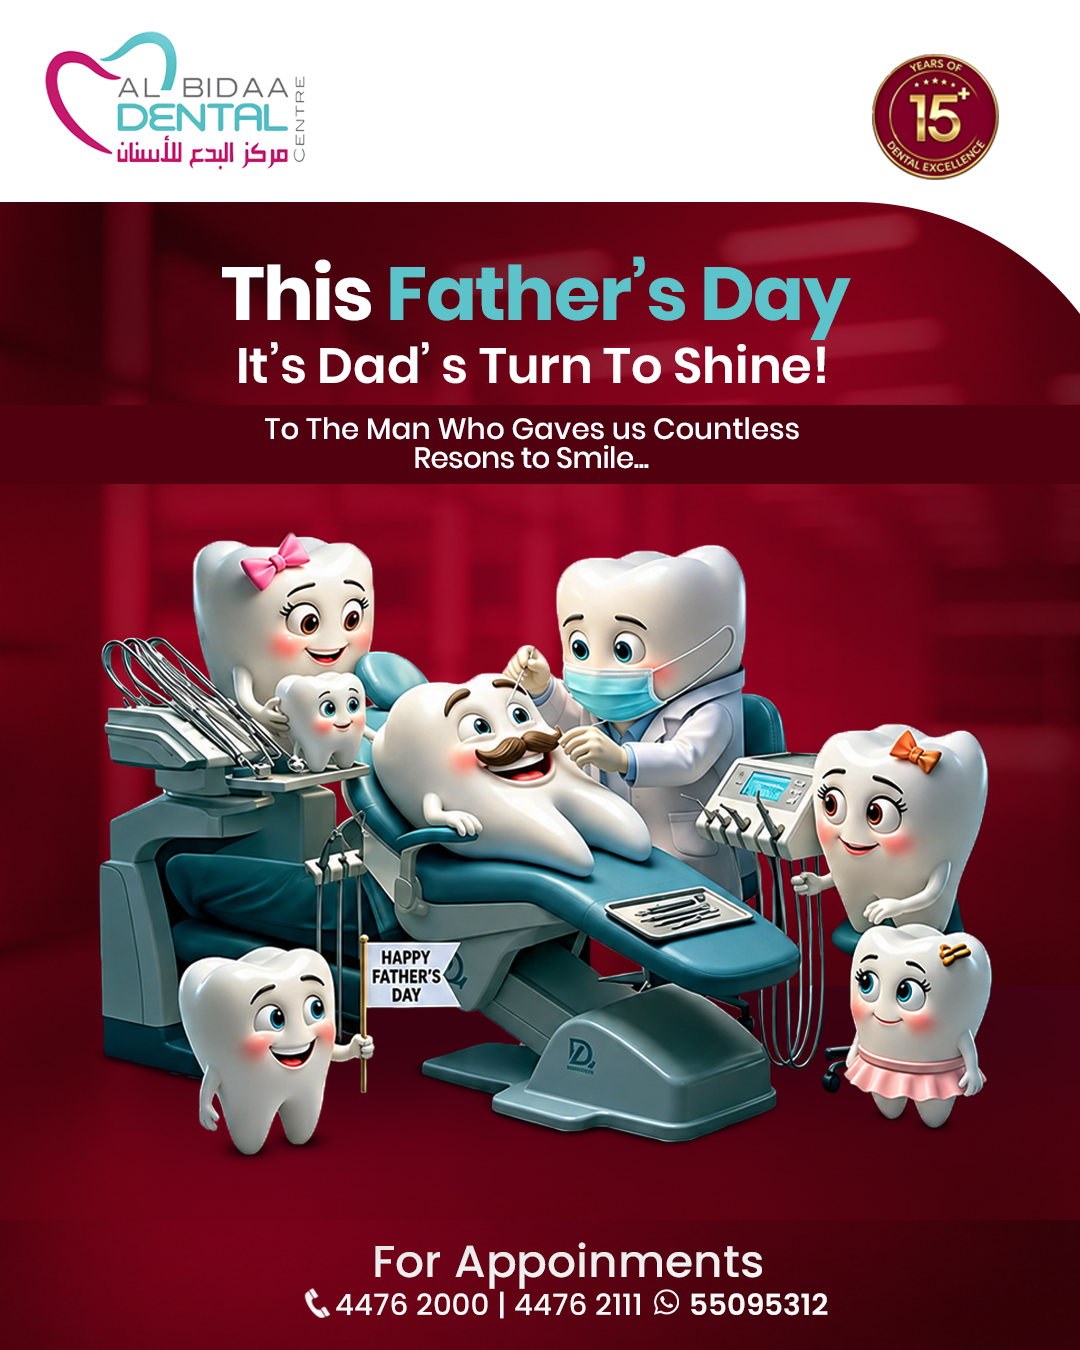 AL BIDAA
DENTAL
CENTRE
مركز البدع للأسنان
YEARS OF
15+
DENTAL EXCELLENCE
This Father's Day
It's Dad' s Turn To Shine!
To The Man Who Gaves us Countless
Resons to Smile...
HAPPY
FATHER'S
DAY
D.
For Appoinments
4476 2000 | 4476 2111 55095312